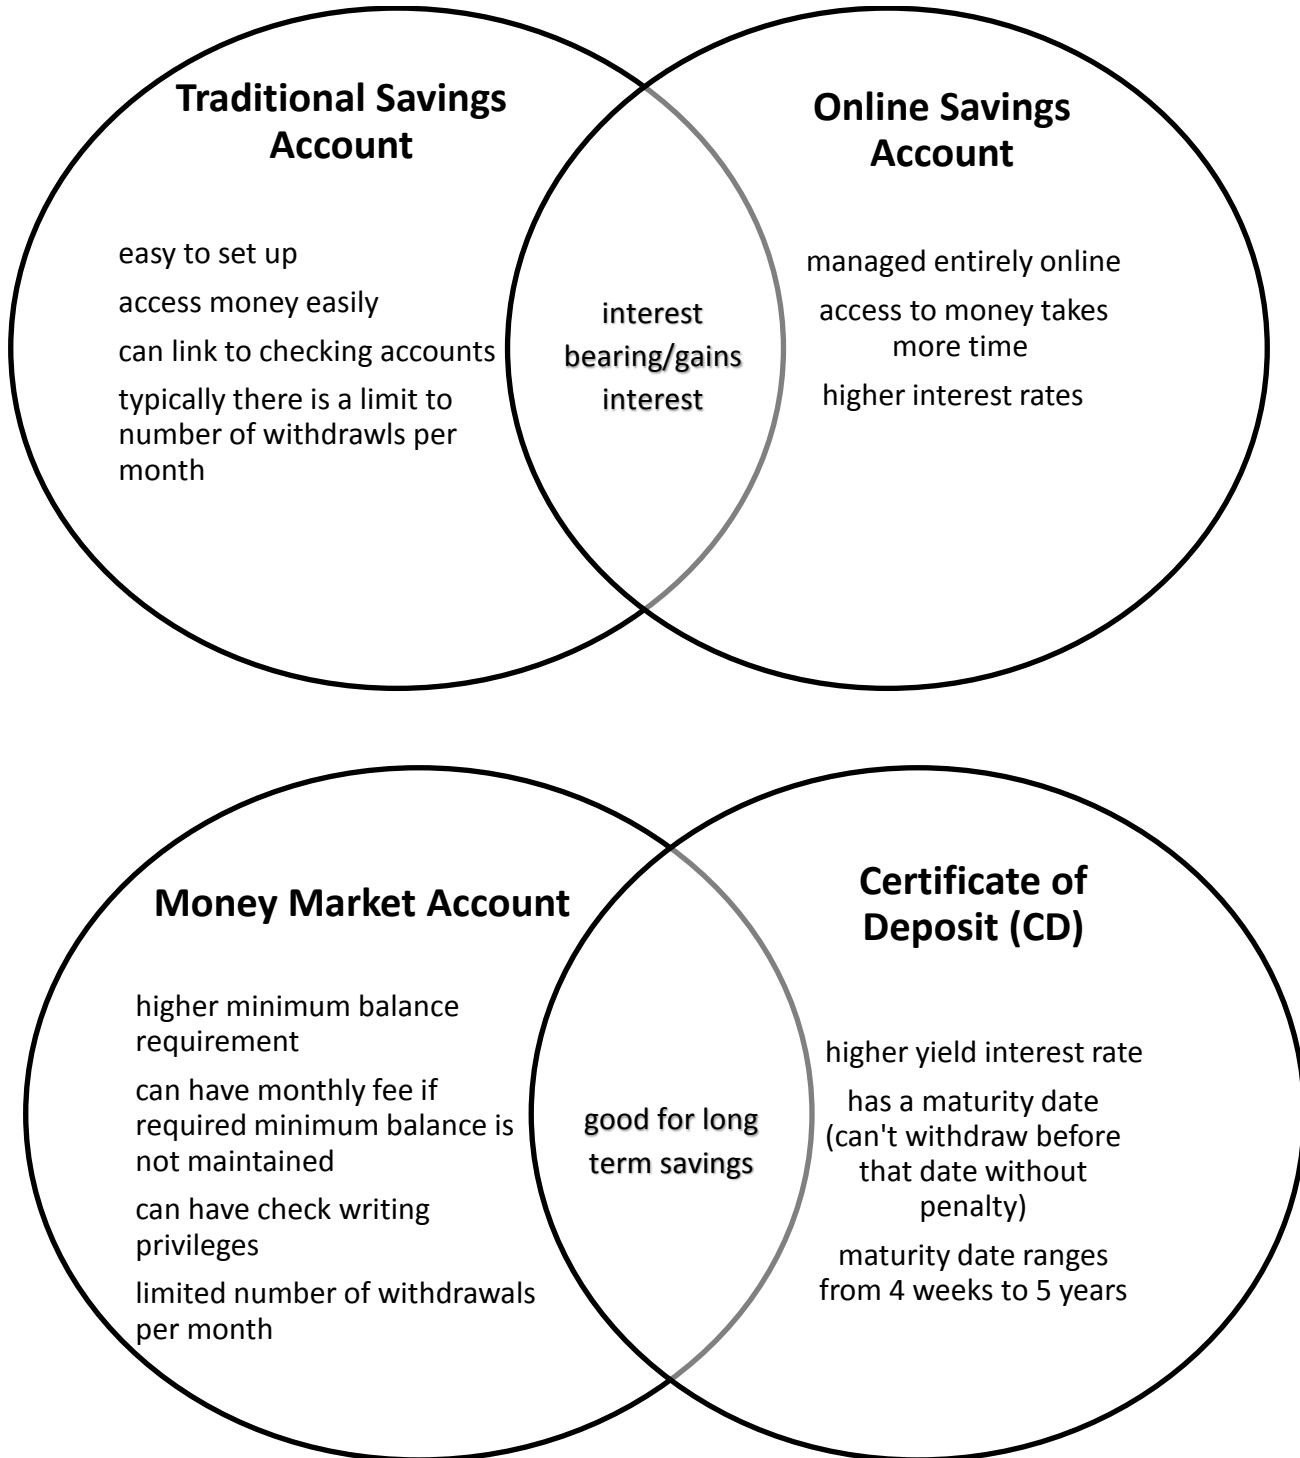 Traditional Savings
Account
easy to set up
access money easily
can link to checking accounts
typically there is a limit to
number of withdrawls per
month
interest
bearing/gains
interest
Online Savings
Account
managed entirely online
access to money takes
more time
higher interest rates
Money Market Account
higher minimum balance
requirement
can have monthly fee if
required minimum balance is
not maintained
can have check writing
privileges
limited number of withdrawals
per month
good for long
term savings
Certificate of
Deposit (CD)
higher yield interest rate
has a maturity date
(can't withdraw before
that date without
penalty)
maturity date ranges
from 4 weeks to 5 years